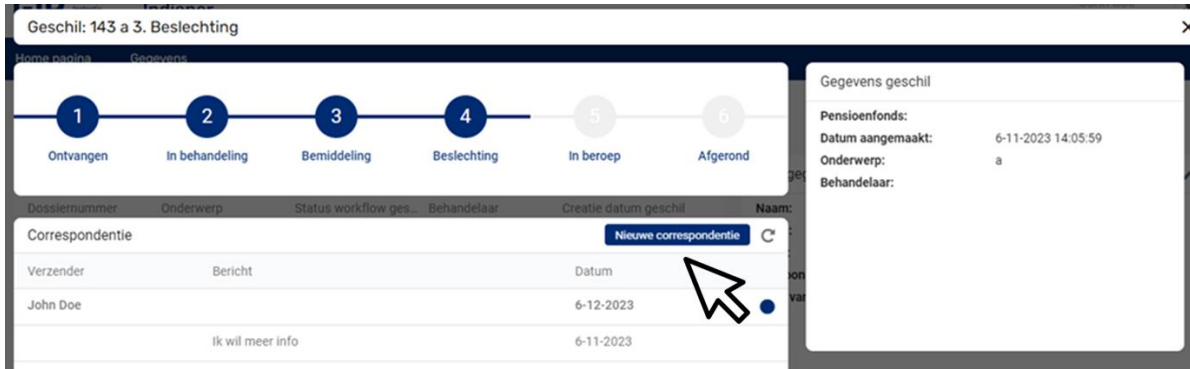 Indiener
Geschil: 143 a 3. Beslechting
Home pagina Gegevens
1 2 3 4 5 6
Ontvangen In behandeling Bemiddeling Beslechting In beroep Afgerond
Gegevens geschil
Pensioenfonds:
Datum aangemaakt: 6-11-2023 14:05:59
Onderwerp: a
Behandelaar:
Dossiernummer Onderwerp Status workflow ges... Behandelaar Creatie datum geschil Naam:
Correspondentie Nieuwe correspondentie
Verzender Bericht Datum
John Doe 6-12-2023
Ik wil meer info 6-11-2023